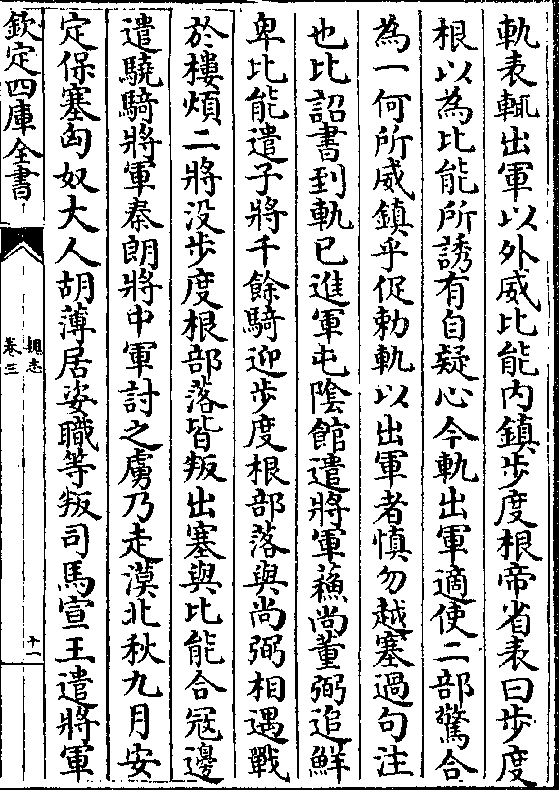 軌表輒出軍以外威比能内鎮步度根帝省表曰步度
根以為比能所誘有自疑心今軌出軍適使二部驚合
為一何所威鎮乎促勅軌以出軍者慎勿越塞過句注
也比詔書到軌已進軍屯隂館遣將軍蘓尚董弼追鮮
卑比能遣子將千餘騎迎步度根部落與尚弼相遇戰
於樓煩二將没步度根部落皆叛出塞與比能合冦邊
遣驍騎將軍秦朗將中軍討之虜乃走漠北秋九月安
定保塞匈奴大人胡薄居姿職等叛司馬宣王遣將軍
欽定四庫全書
魏志
卷三
十一